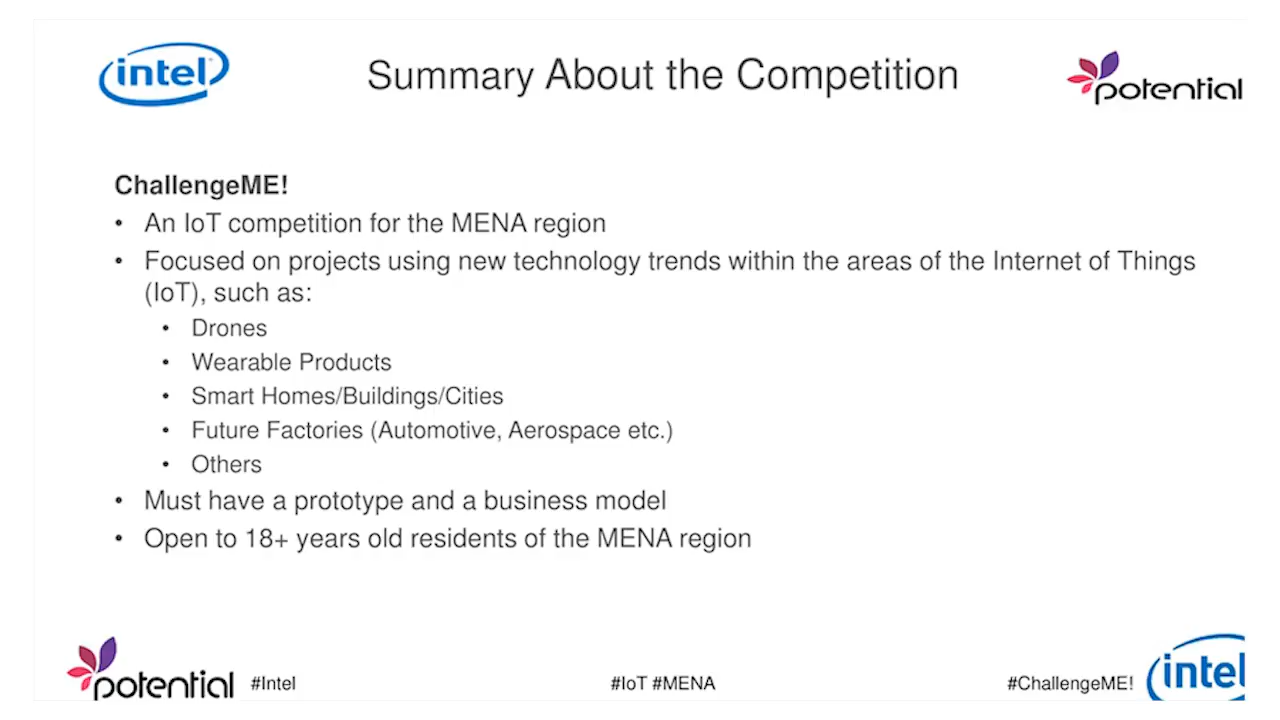 intel
Summary About the Competition
potential
ChallengeME!
• An IoT competition for the MENA region
• Focused on projects using new technology trends within the areas of the Internet of Things
(IoT), such as:
• Drones
• Wearable Products
• Smart Homes/Buildings/Cities
• Future Factories (Automotive, Aerospace etc.)
• Others
• Must have a prototype and a business model
• Open to 18+ years old residents of the MENA region
potential
#Intel
#IoT #MENA
#ChallengeME!
intel